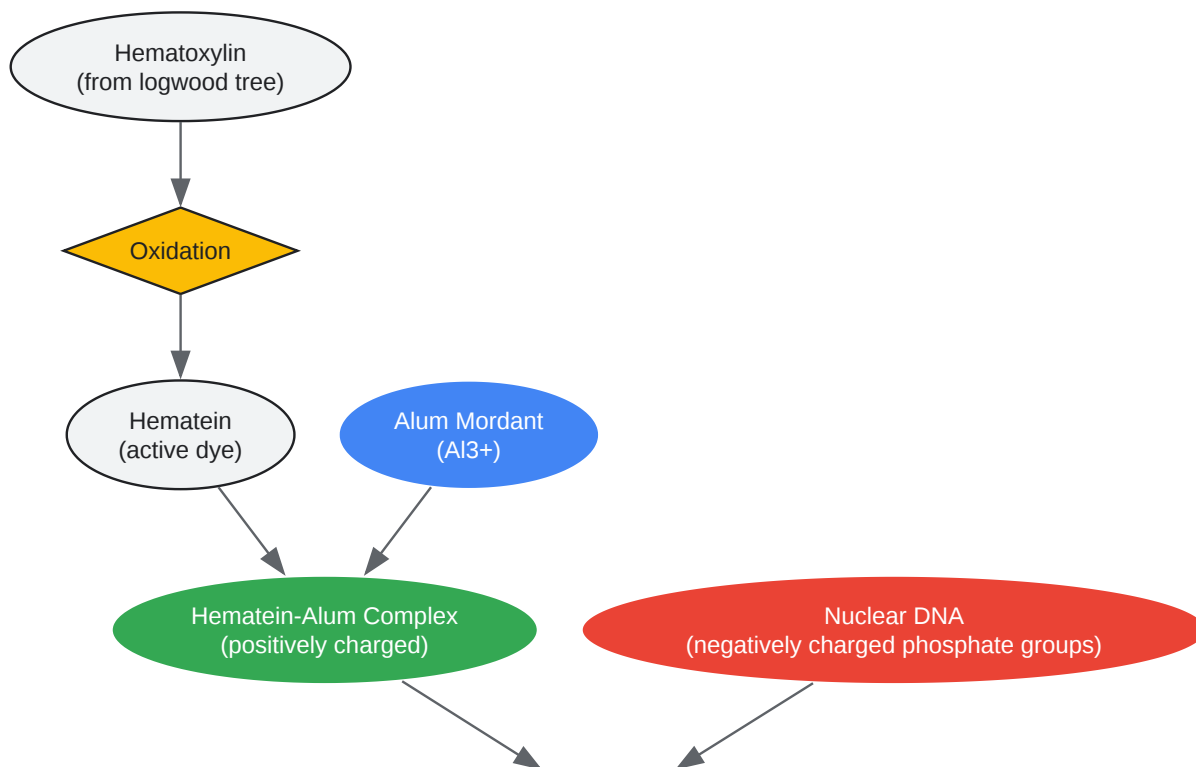 Hematoxylin
(from logwood tree)
Oxidation
Hematein
(active dye)
Alum Mordant
(Al3+)
Hematein-Alum Complex
(positively charged)
Nuclear DNA
(negatively charged phosphate groups)